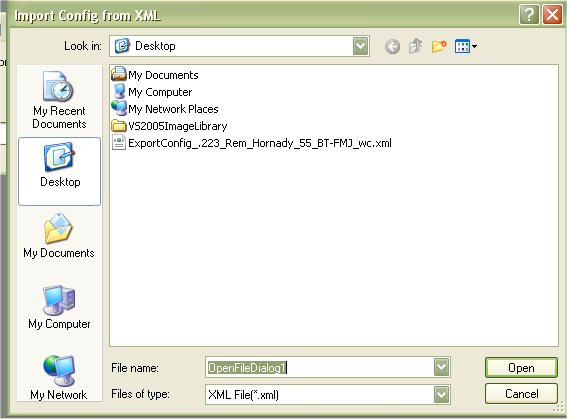 Import Config from XML
Look in: Desktop
My Recent
Documents
Desktop
My Documents
My Computer
My Network
My Documents
My Computer
My Network Places
VS2005ImageLibrary
ExportConfig_.223_Rem_Hornady_55_BT-FMJ_wc.xml
File name: OpenFileDialog1 Open
Files of type: XML File(*.xml) Cancel